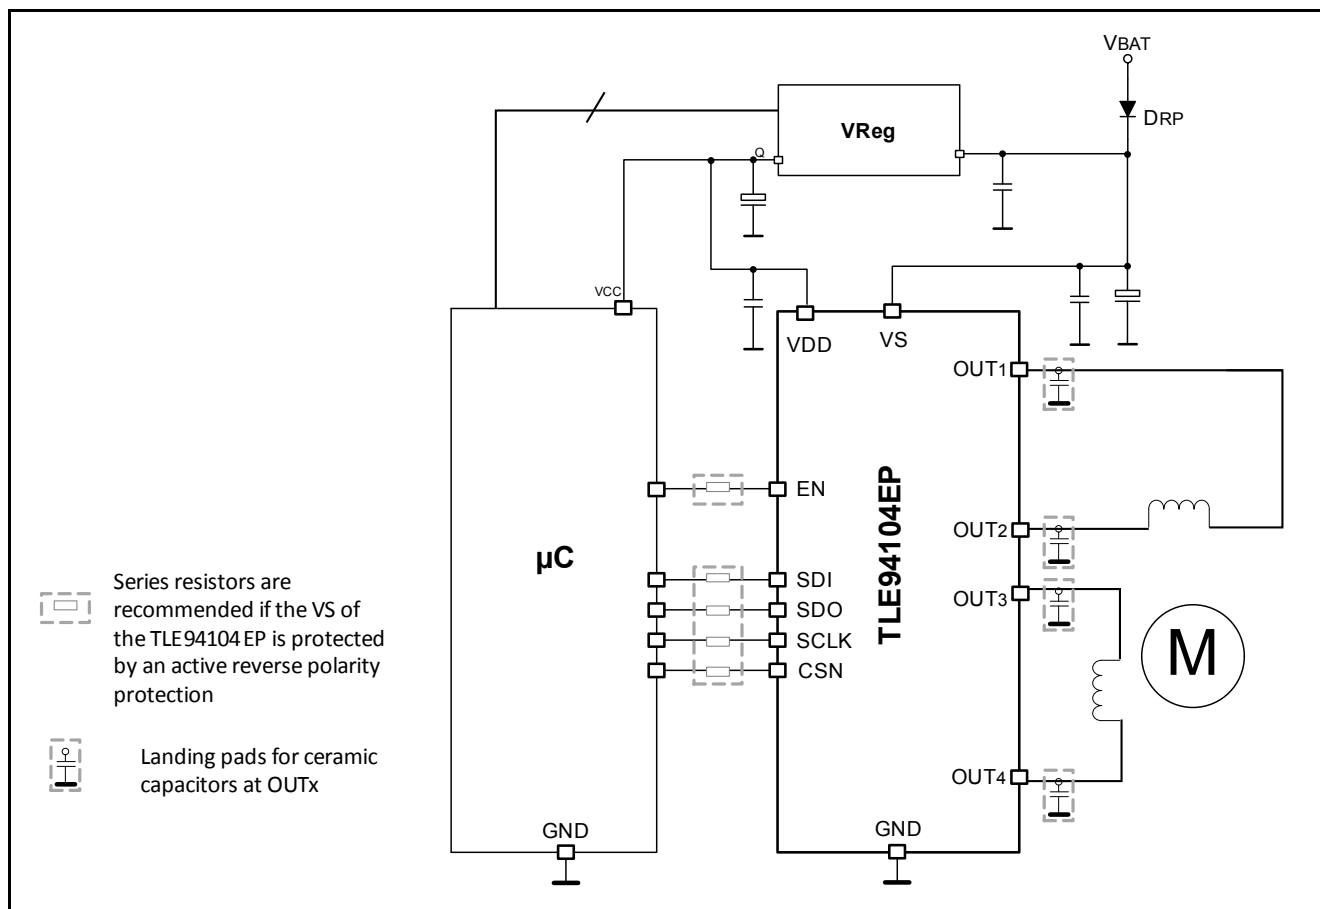 VBAT
DRP
VReg
Q
VCC
VDD
VS
OUT1
EN
OUT2
µC
TLE94104EP
SDI
OUT3
SDO
SCLK
CSN
M
Series resistors are
recommended if the VS of
the TLE94104 EP is protected
by an active reverse polarity
protection
Landing pads for ceramic
capacitors at OUTx
OUT4
GND
GND